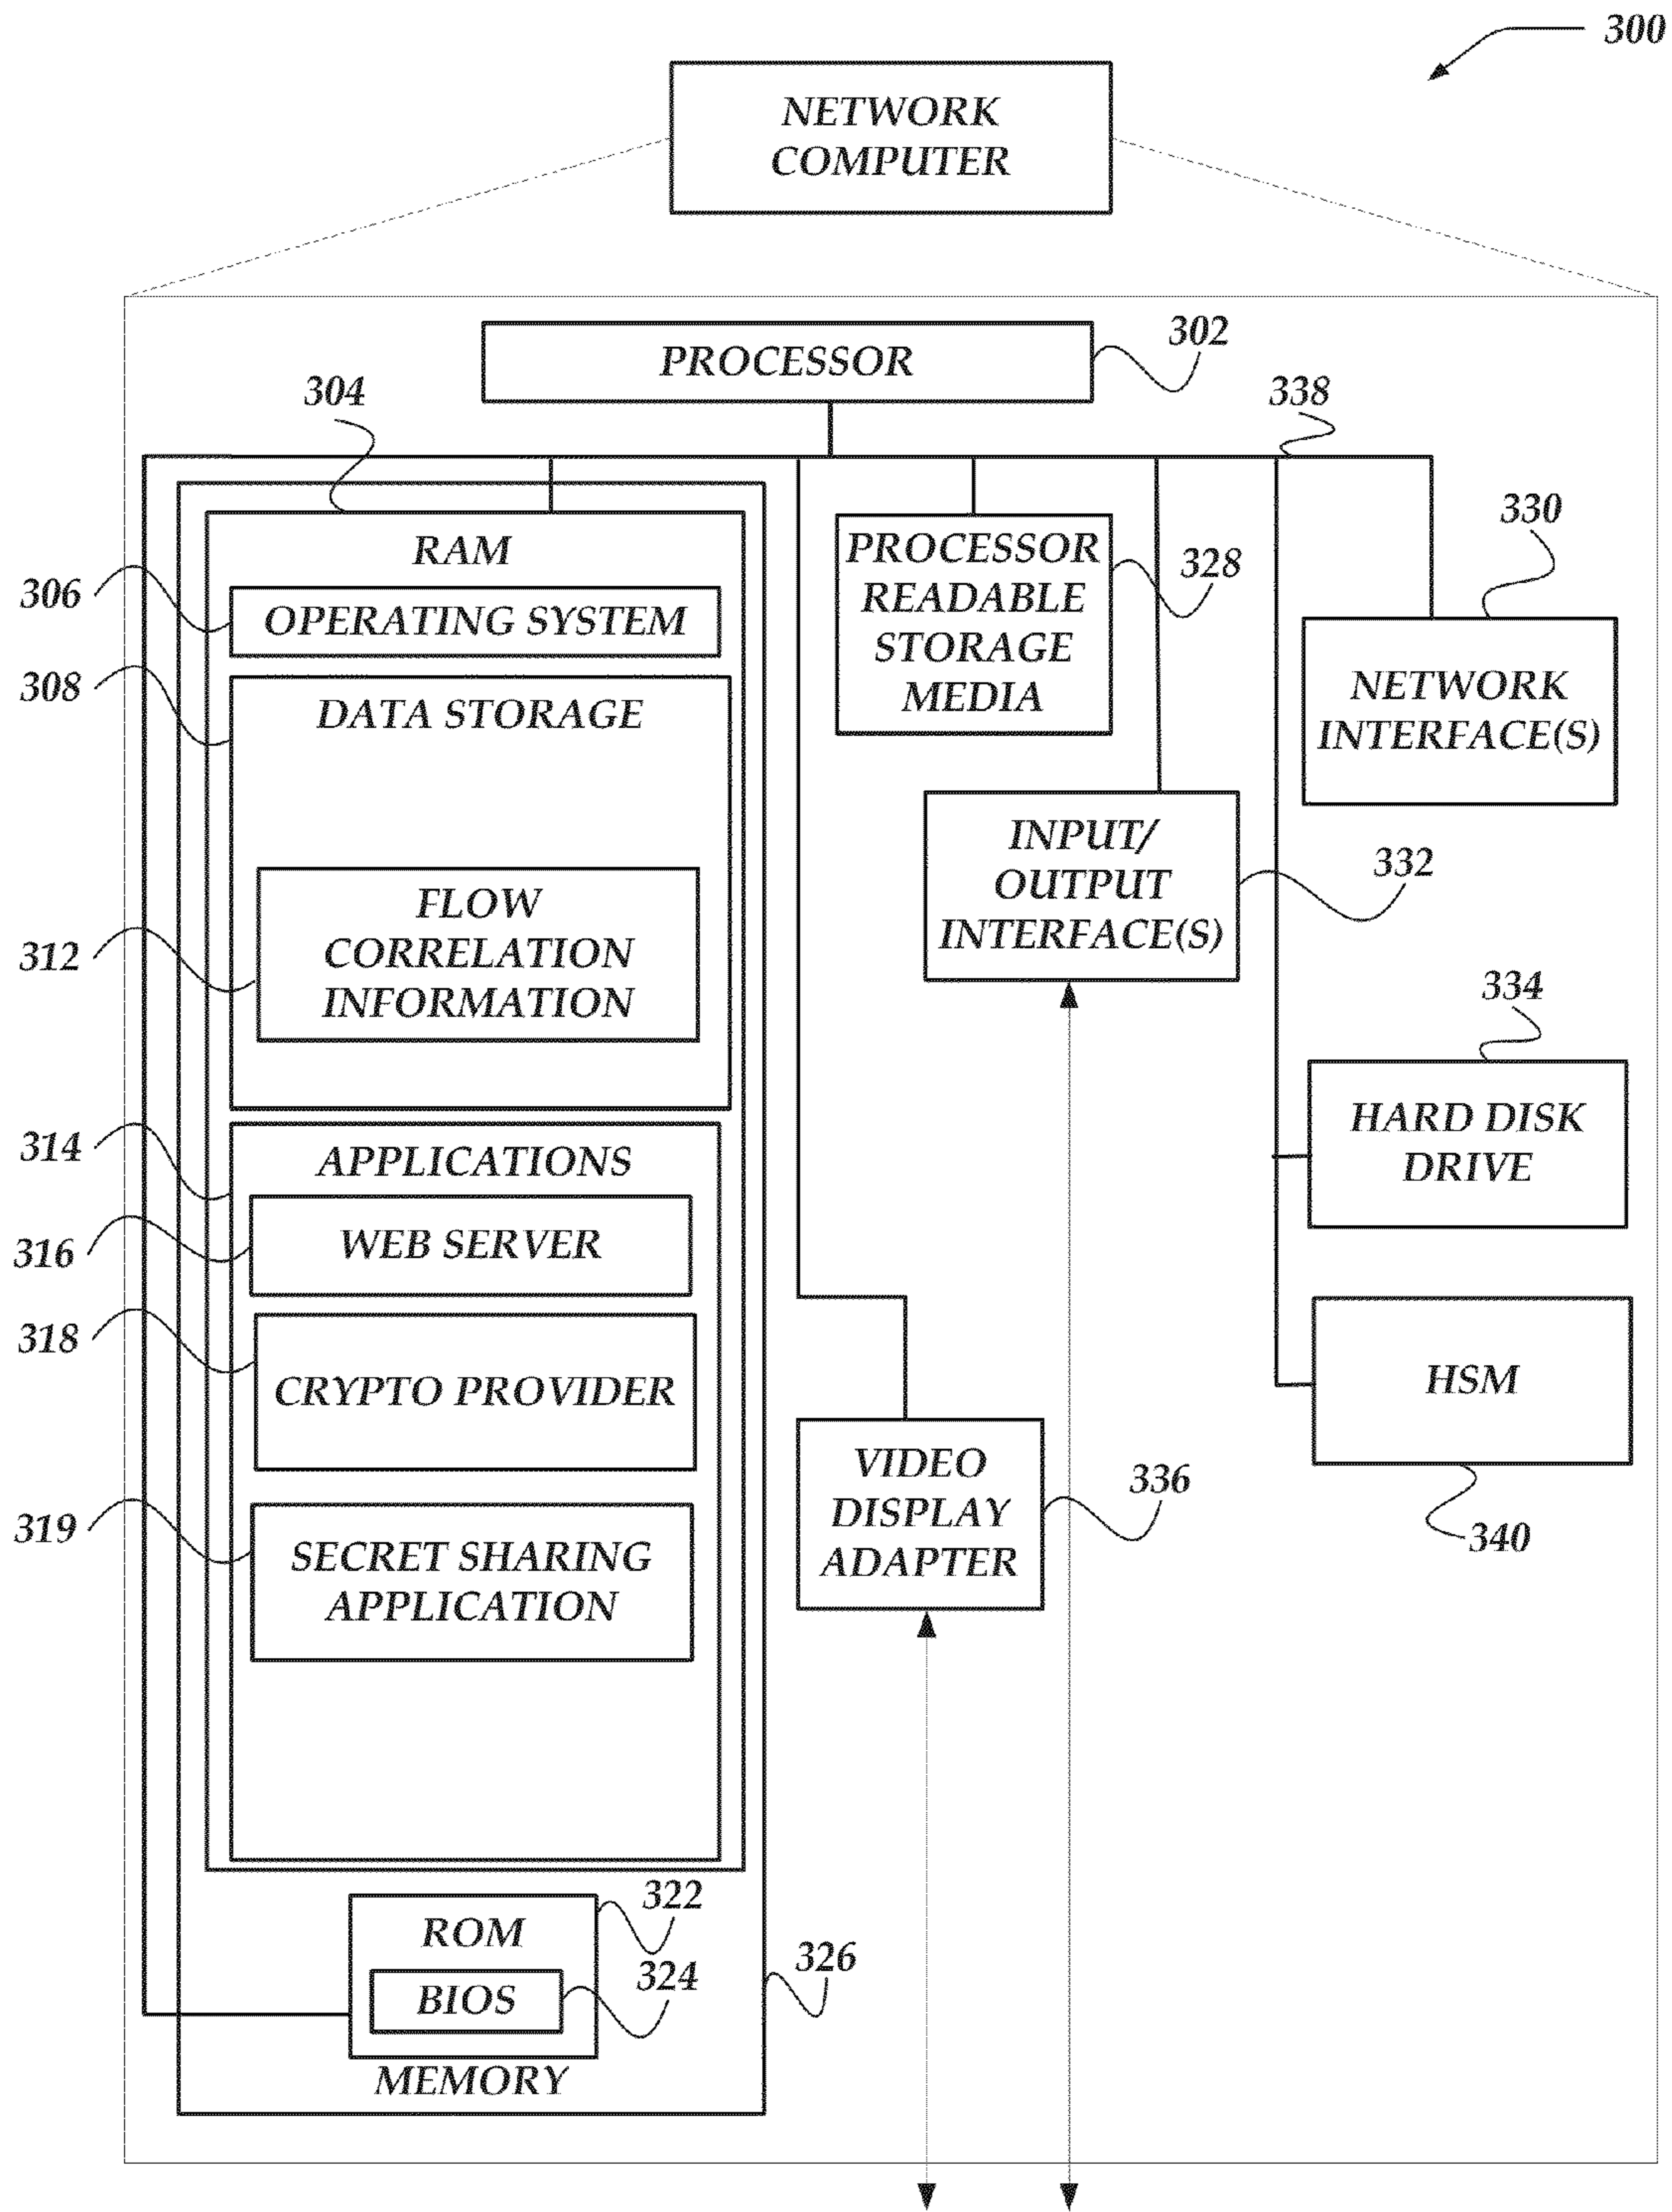 300
NETWORK
COMPUTER
PROCESSOR
302
304
338
RAM
306
OPERATING SYSTEM
308
DATA STORAGE
312
FLOW
CORRELATION
INFORMATION
314
APPLICATIONS
316
WEB SERVER
318
CRYPTO PROVIDER
319
SECRET SHARING
APPLICATION
ROM
322
BIOS
324
326
MEMORY
PROCESSOR
READABLE
STORAGE
MEDIA
328
330
NETWORK
INTERFACE(S)
INPUT/
OUTPUT
INTERFACE(S)
332
334
HARD DISK
DRIVE
HSM
340
VIDEO
DISPLAY
ADAPTER
336